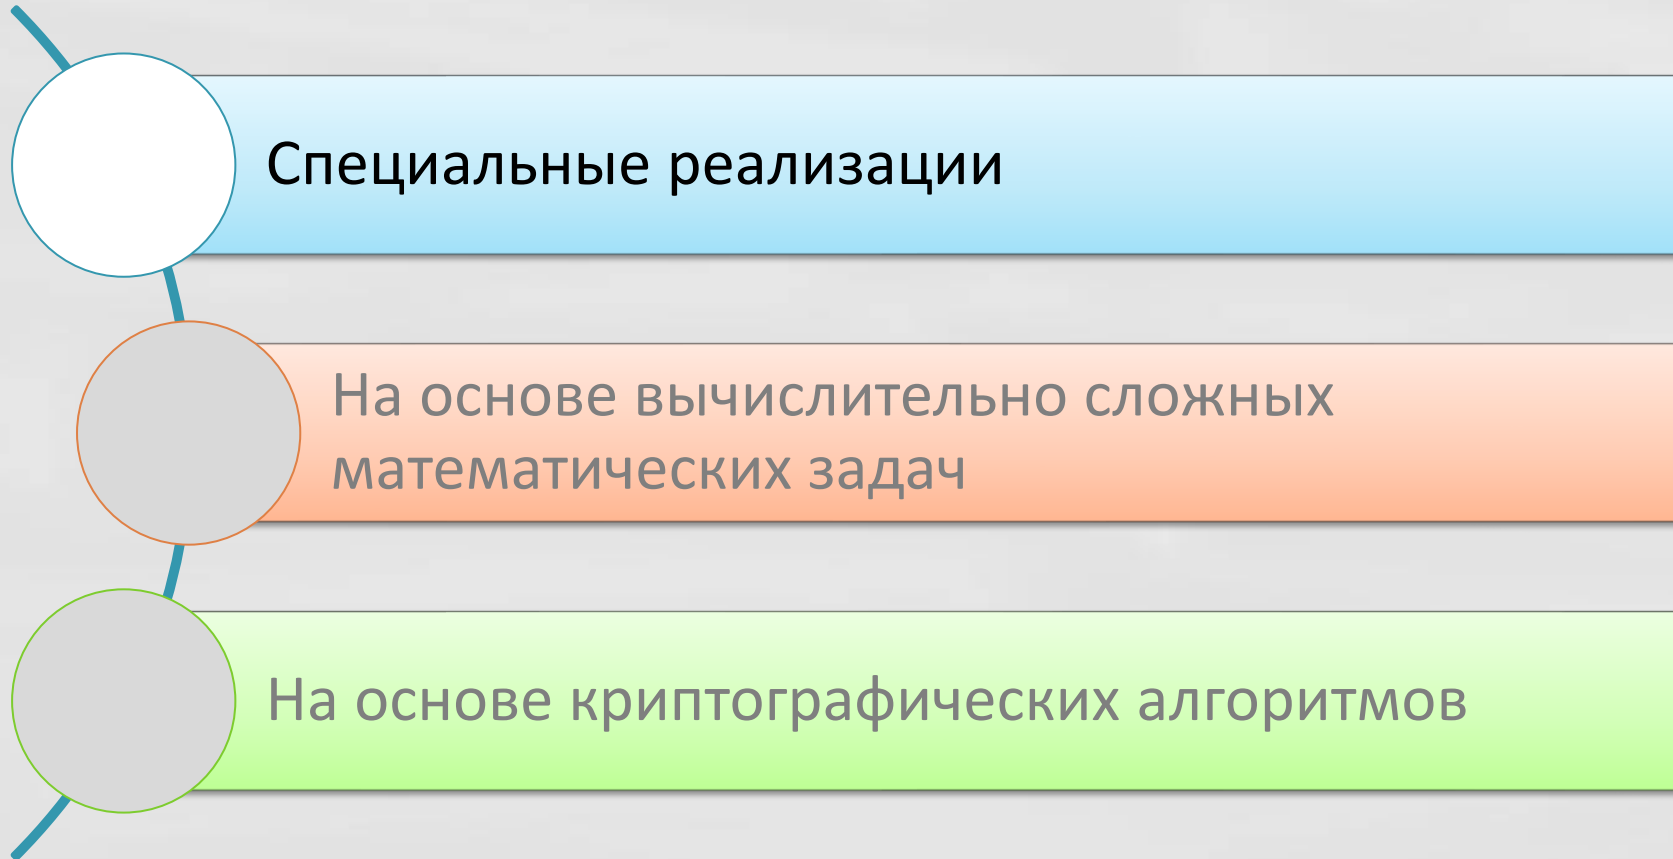 Специальные реализации
На основе вычислительно сложных
математических задач
На основе криптографических алгоритмов